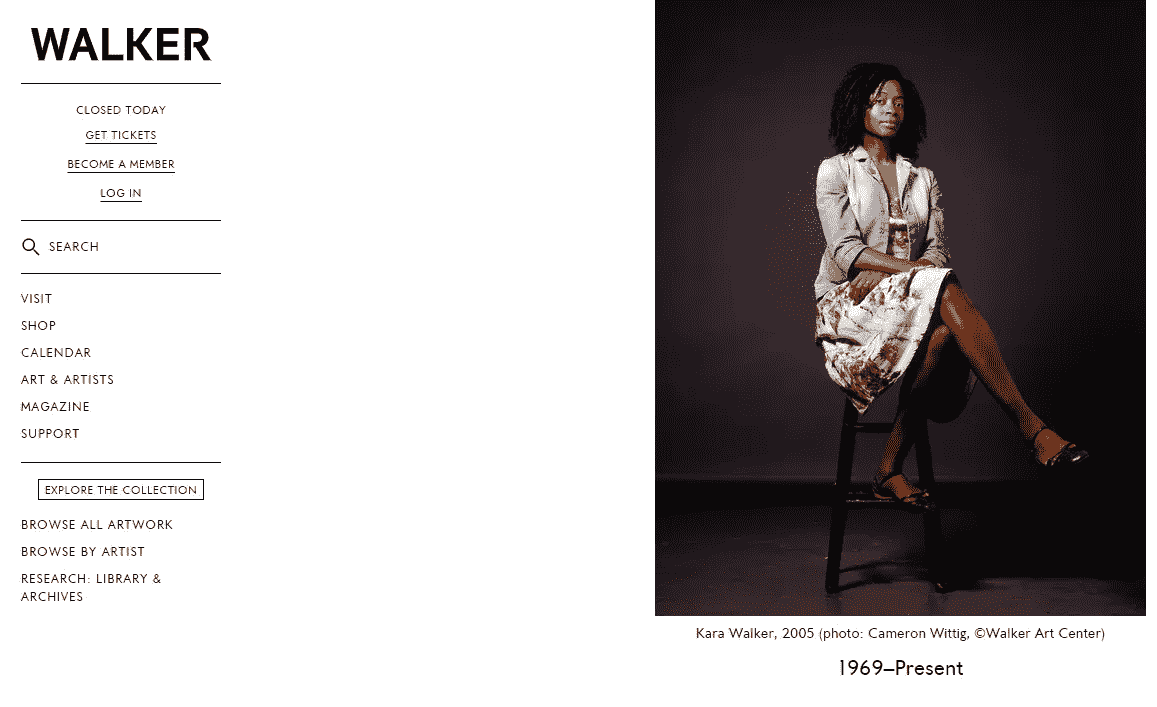 WALKER
CLOSED TODAY
GET TICKETS
BECOME A MEMBER
LOG IN
SEARCH
VISIT
SHOP
CALENDAR
ART & ARTISTS
MAGAZINE
SUPPORT
EXPLORE THE COLLECTION
BROWSE ALL ARTWORK
BROWSE BY ARTIST
RESEARCH: LIBRARY &
ARCHIVES
Kara Walker, 2005 (photo: Cameron Wittig, ©Walker Art Center)
1969–Present